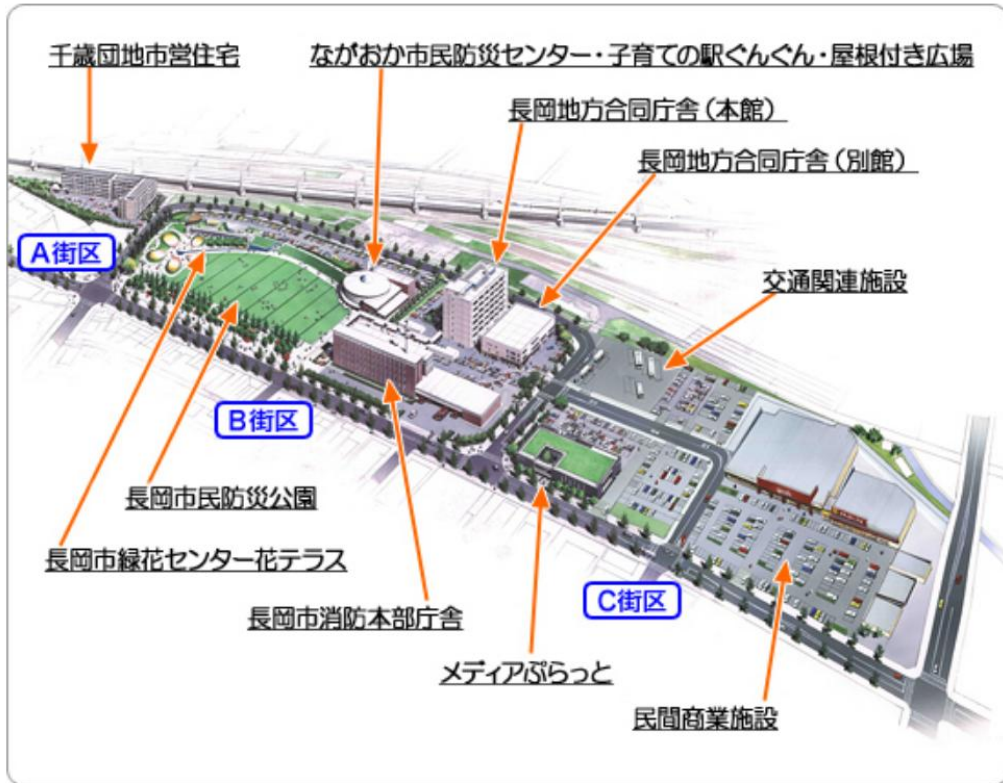 千歳団地市営住宅
ながおか市民防災センター・子育ての駅ぐんぐん・屋根付き広場
長岡地方合同庁舎(本館)
長岡地方合同庁舎(別館)
A街区
交通関連施設
B街区
長岡市民防災公園
長岡市緑花センター花テラス
C街区
長岡市消防本部庁舎
メディアぷらっと
民間商業施設